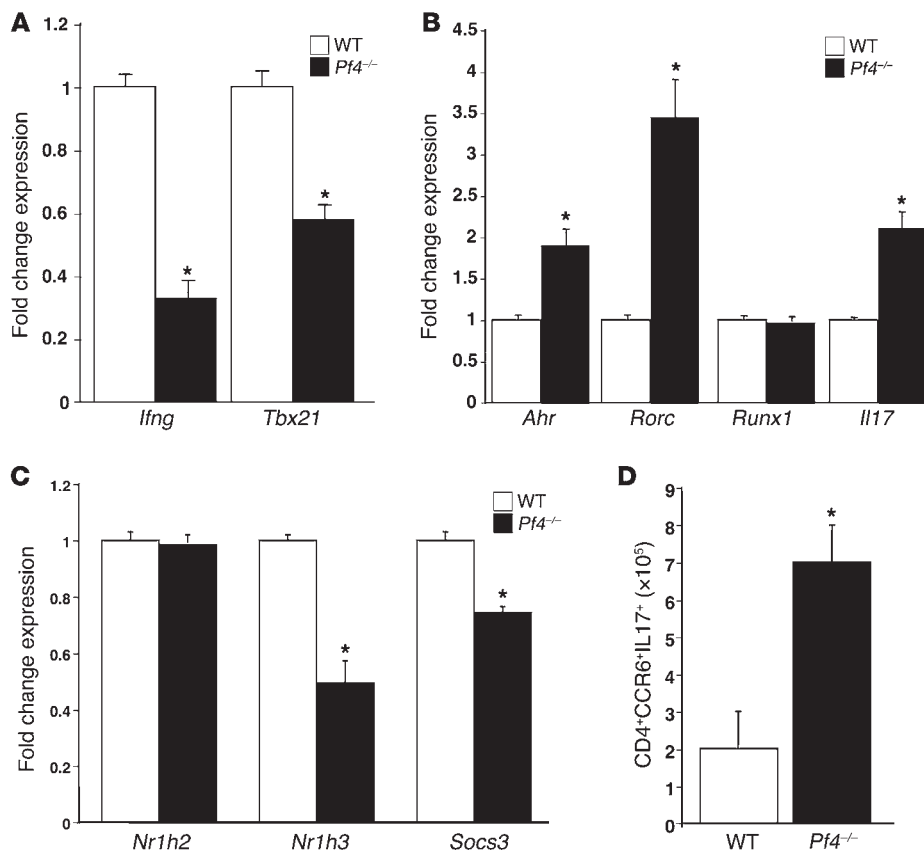 A
1.2
1
0.8
0.6
0.4
0.2
0
Fold change expression
WT
Pf4⁻/⁻
*
*
Ifng Tbx21
B
4.5
4
3.5
3
2.5
2
1.5
1
0.5
0
Fold change expression
WT
Pf4⁻/⁻
*
*
*
Ahr Rorc Runx1 Il17
C
1.2
1
0.8
0.6
0.4
0.2
0
Fold change expression
WT
Pf4⁻/⁻
*
*
Nr1h2 Nr1h3 Socs3
D
9
8
7
6
5
4
3
2
1
0
CD4⁺CCR6⁺IL17⁺ (×10⁵)
*
WT Pf4⁻/⁻